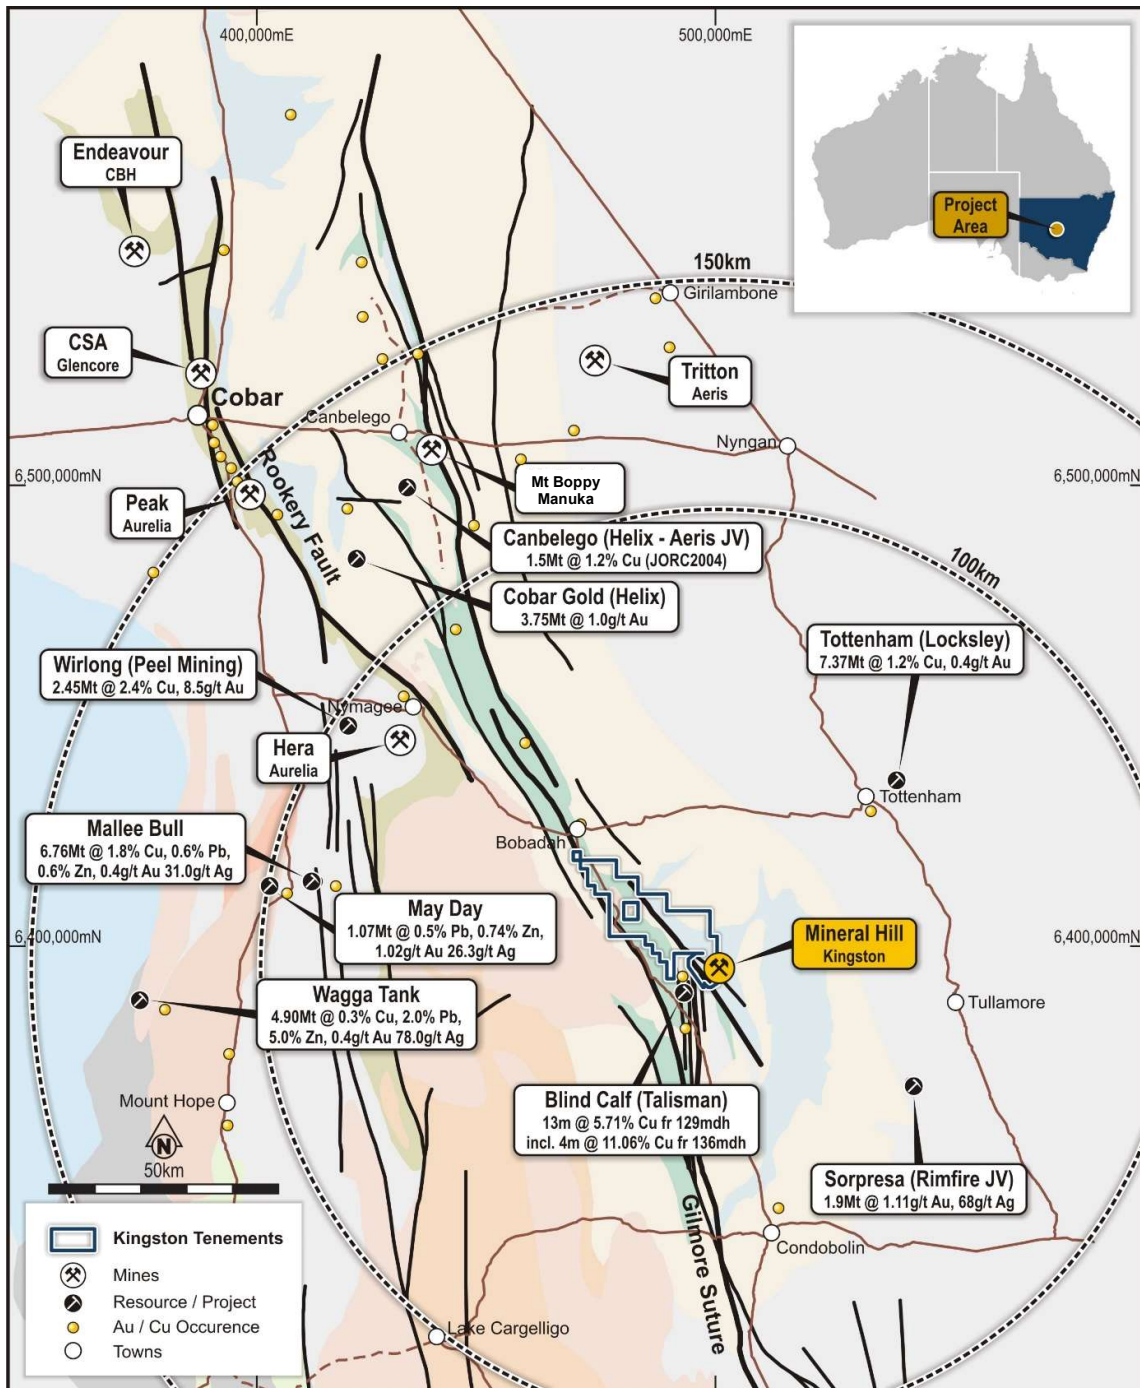 400,000mE
500,000mE
Endeavour
CBH
Project
Area
150km
Girilambone
CSA
Glencore
Tritton
Aeris
Cobar
Canbelego
Nyngan
6,500,000mN
6,500,000mN
Rookery Fault
Mt Boppy
Manuka
Peak
Aurelia
Canbelego (Helix - Aeris JV)
1.5Mt @ 1.2% Cu (JORC2004)
100km
Cobar Gold (Helix)
3.75Mt @ 1.0g/t Au
Tottenham (Locksley)
7.37Mt @ 1.2% Cu, 0.4g/t Au
Wirlong (Peel Mining)
2.45Mt @ 2.4% Cu, 8.5g/t Au
Nymagee
Hera
Aurelia
Tottenham
Mallee Bull
6.76Mt @ 1.8% Cu, 0.6% Pb,
0.6% Zn, 0.4g/t Au 31.0g/t Ag
Bobadah
May Day
1.07Mt @ 0.5% Pb, 0.74% Zn,
1.02g/t Au 26.3g/t Ag
6,400,000mN
6,400,000mN
Mineral Hill
Kingston
Wagga Tank
4.90Mt @ 0.3% Cu, 2.0% Pb,
5.0% Zn, 0.4g/t Au 78.0g/t Ag
Tullamore
Mount Hope
Blind Calf (Talisman)
13m @ 5.71% Cu fr 129mdh
incl. 4m @ 11.06% Cu fr 136mdh
N
50km
Sorpresa (Rimfire JV)
1.9Mt @ 1.11g/t Au, 68g/t Ag
Gilmore Suture
Condobolin
Lake Cargelligo
Kingston Tenements
Mines
Resource / Project
Au / Cu Occurence
Towns